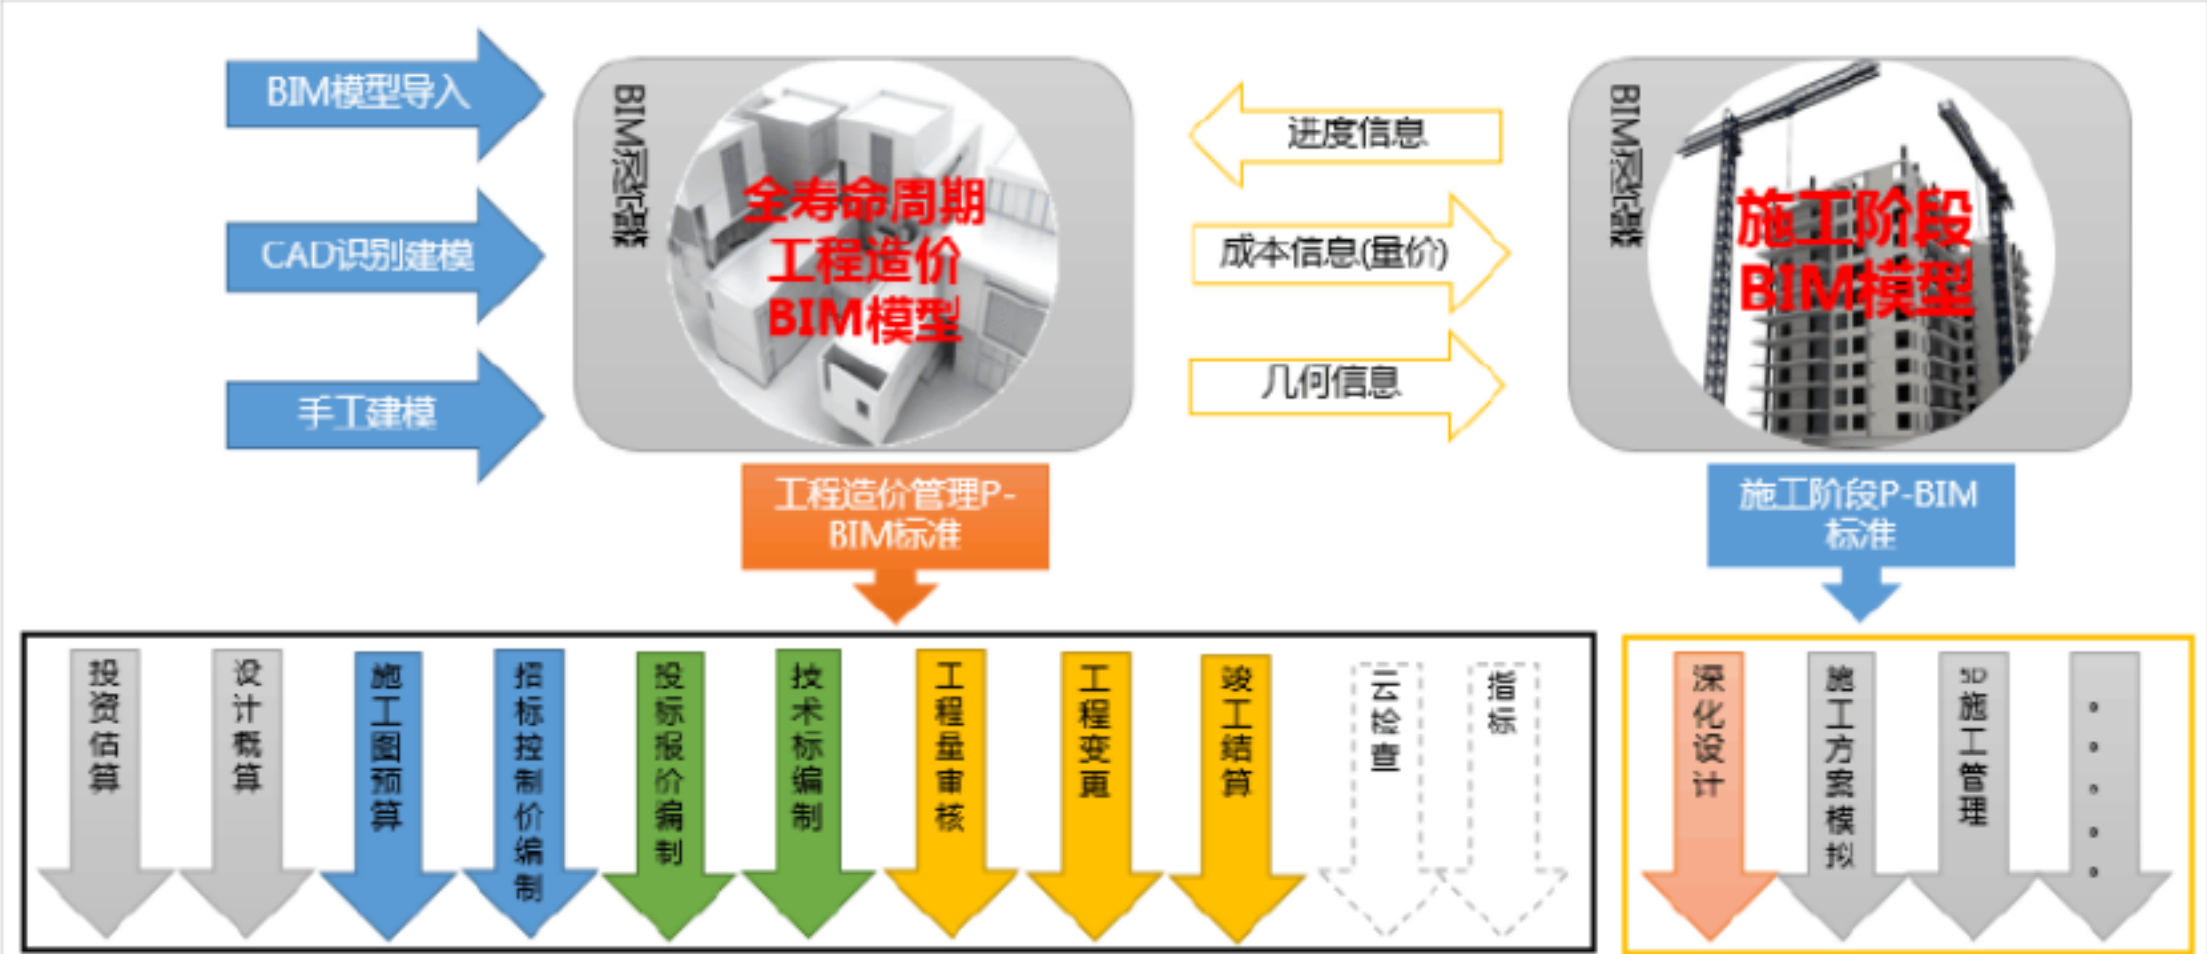 BIM模型导入
CAD识别建模
手工建模
BIM浏览器
全寿命周期
工程造价
BIM模型
进度信息
成本信息(量价)
几何信息
BIM浏览器
施工阶段
BIM模型
工程造价管理P-
BIM标准
施工阶段P-BIM
标准
投资估算
设计概算
施工图预算
招标控制价编制
投标报价编制
技术标编制
工程量审核
工程变更
竣工结算
云检查
指标
深化设计
施工方案模拟
5D施工管理